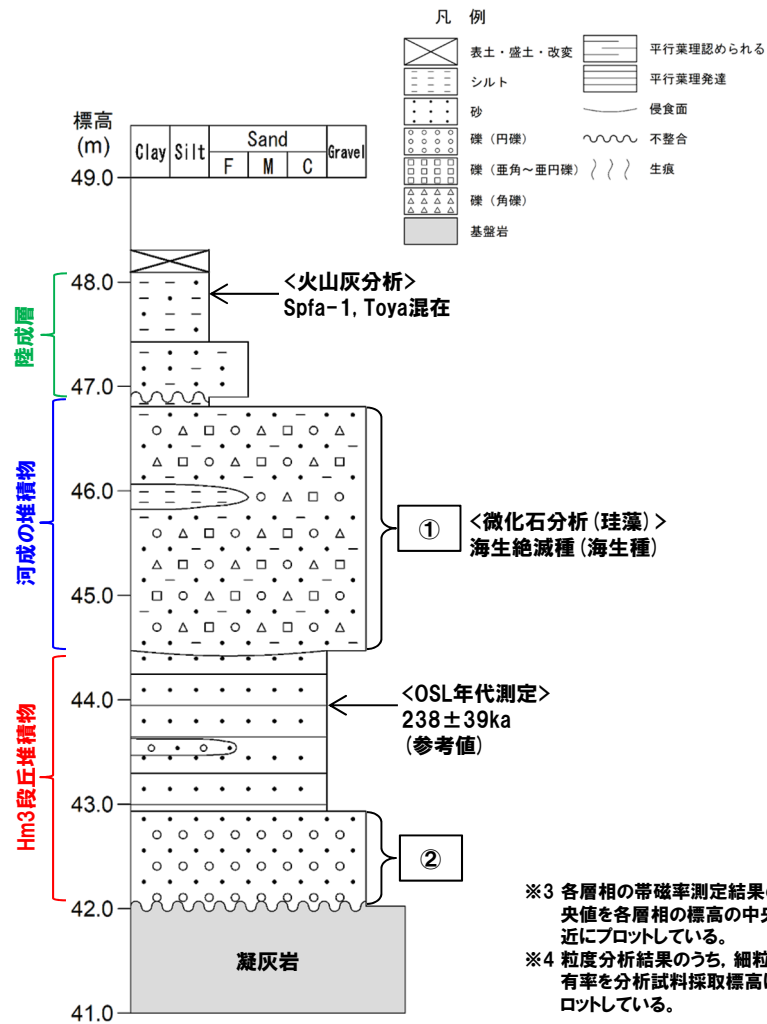 凡 例
表土・盛土・改変
平行葉理認められる
シルト
平行葉理発達
砂
侵食面
礫（円礫）
不整合
礫（亜角～亜円礫）
生痕
礫（角礫）
基盤岩
標高
(m)
Clay Silt Sand Gravel
F M C
49.0
48.0
47.0
46.0
45.0
44.0
43.0
42.0
41.0
陸成層
河成の堆積物
Hm3段丘堆積物
<火山灰分析>
Spfa-1, Toya混在
①
<微化石分析(珪藻)>
海生絶滅種(海生種)
<OSL年代測定>
238±39ka
(参考値)
②
凝灰岩
※3 各層相の帯磁率測定結果の
央値を各層相の標高の中央
近にプロットしている。
※4 粒度分析結果のうち, 細粒
有率を分析試料採取標高に
ロットしている。